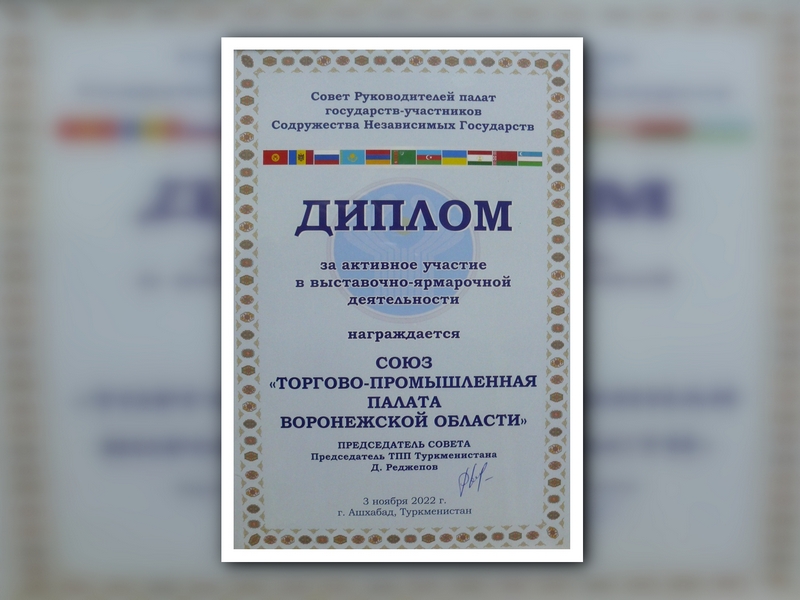 Совет Руководителей палат
государств-участников
Содружества Независимых Государств
ДИПЛОМ
за активное участие
в выставочно-ярмарочной
деятельности
награждается
СОЮЗ
«ТОРГОВО-ПРОМЫШЛЕННАЯ
ПАЛАТА
ВОРОНЕЖСКОЙ ОБЛАСТИ»
ПРЕДСЕДАТЕЛЬ СОВЕТА
Председатель ТПП Туркменистана
Д. Реджепов
3 ноября 2022 г.
г. Ашхабад, Туркменистан